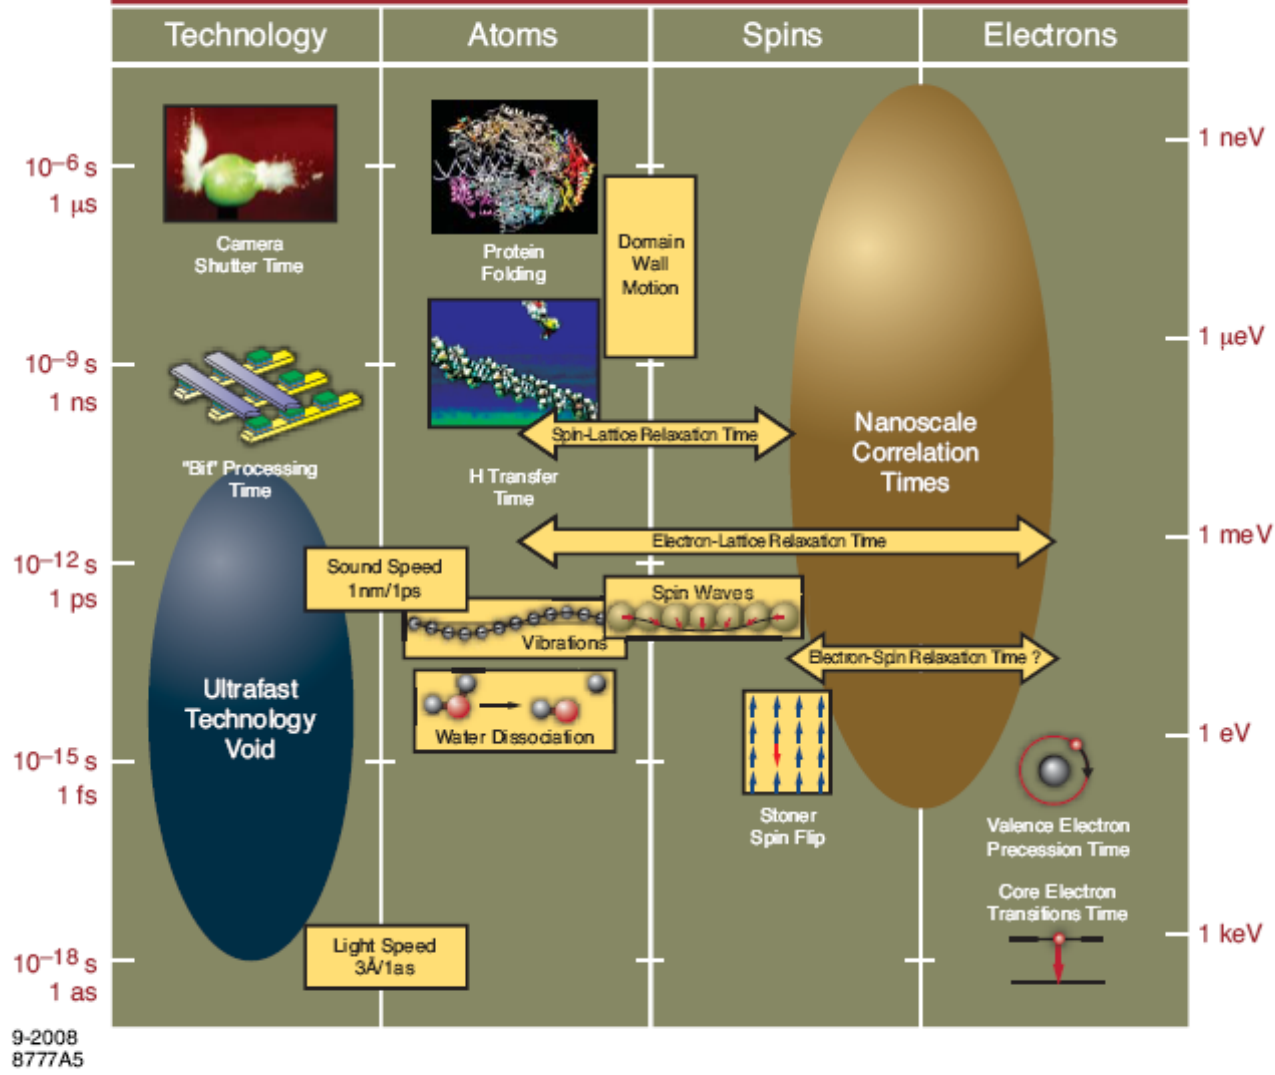 Technology
Atoms
Spins
Electrons
10⁻⁶ s
1 µs
10⁻⁹ s
1 ns
10⁻¹² s
1 ps
10⁻¹⁵ s
1 fs
10⁻¹⁸ s
1 as
Camera
Shutter Time
"Bit" Processing
Time
Ultrafast
Technology
Void
Sound Speed
1nm/1ps
Light Speed
3Å/1as
Protein
Folding
H Transfer
Time
Vibrations
Water Dissociation
Domain
Wall
Motion
Spin-Lattice Relaxation Time
Electron-Lattice Relaxation Time
Spin Waves
Electron-Spin Relaxation Time ?
Stoner
Spin Flip
Nanoscale
Correlation
Times
Valence Electron
Precession Time
Core Electron
Transitions Time
1 neV
1 µeV
1 meV
1 eV
1 keV
9-2008
8777A5